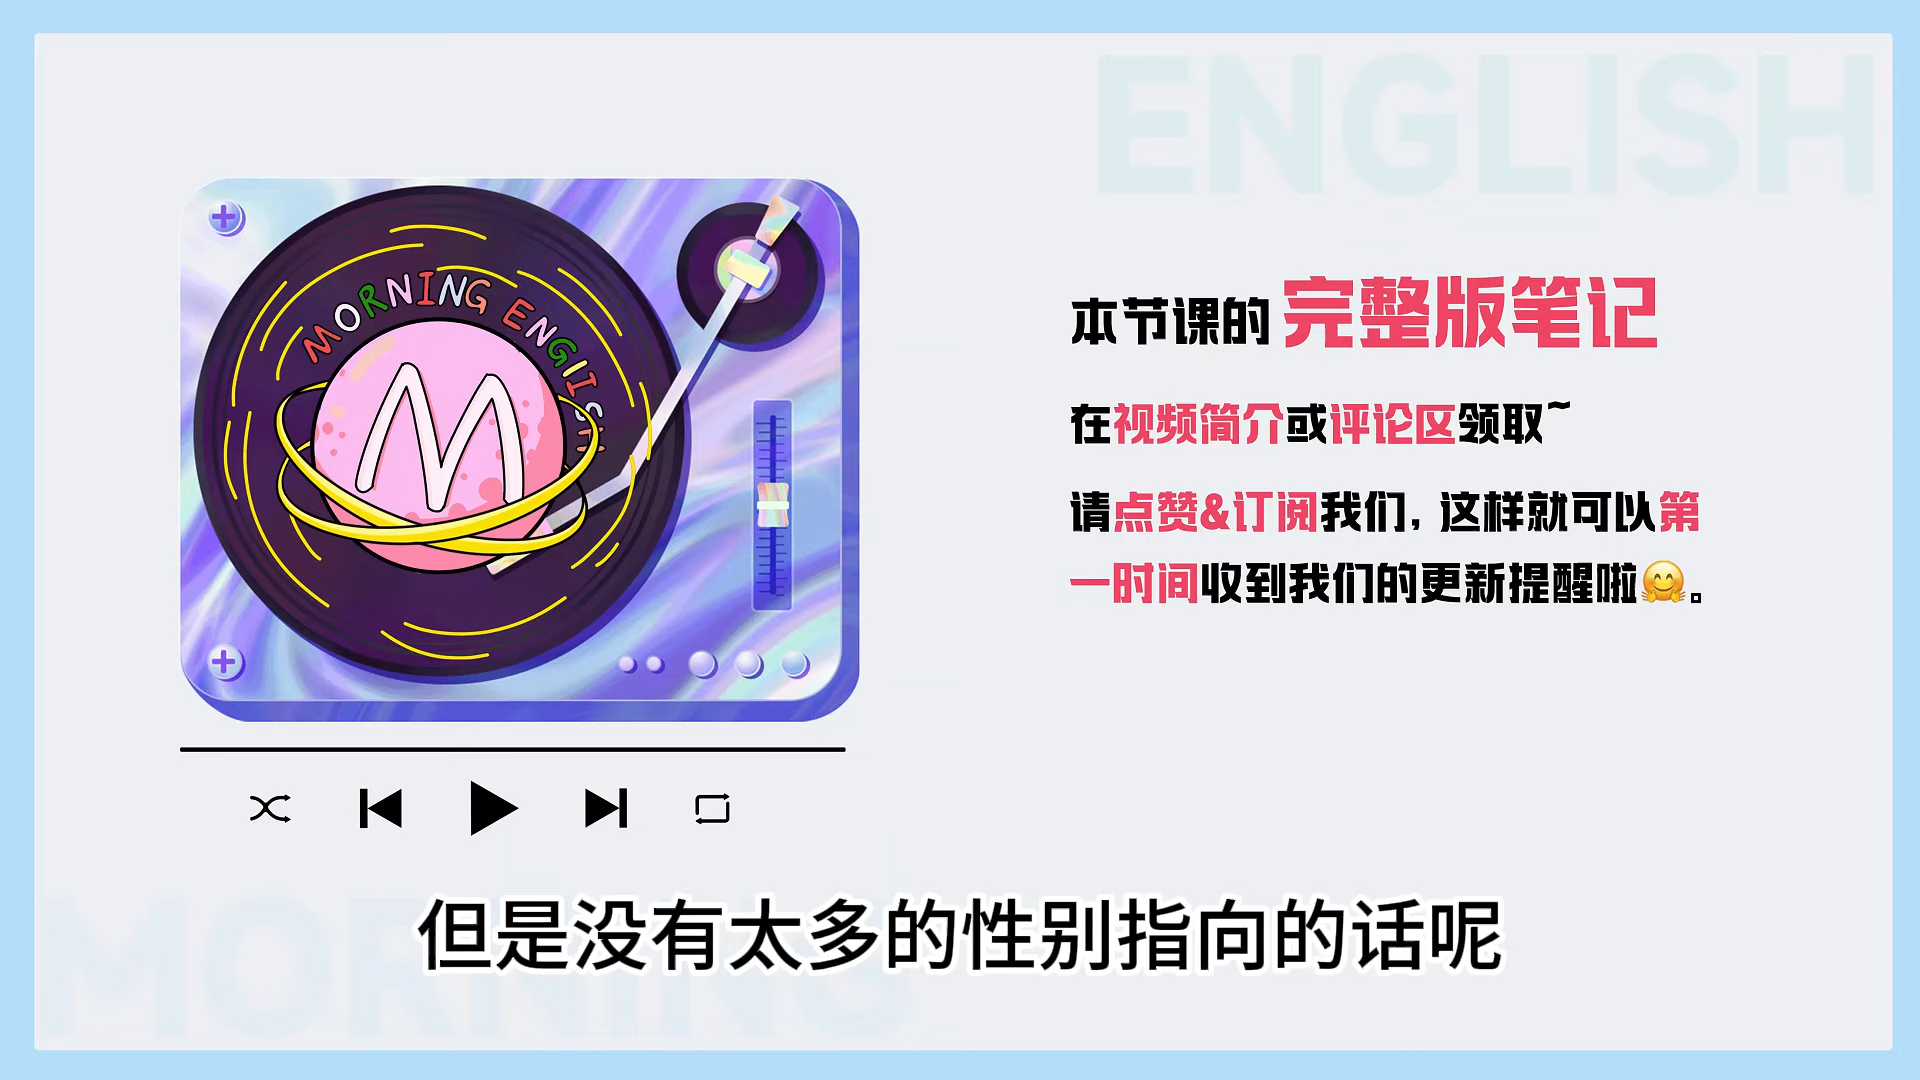 ENGLISH
MORNING ENGLISH
M
本节课的 完整版笔记
在视频简介或评论区领取~
请点赞&订阅我们，这样就可以第
一时间收到我们的更新提醒啦🤗。
但是没有太多的性别指向的话呢
MORNING